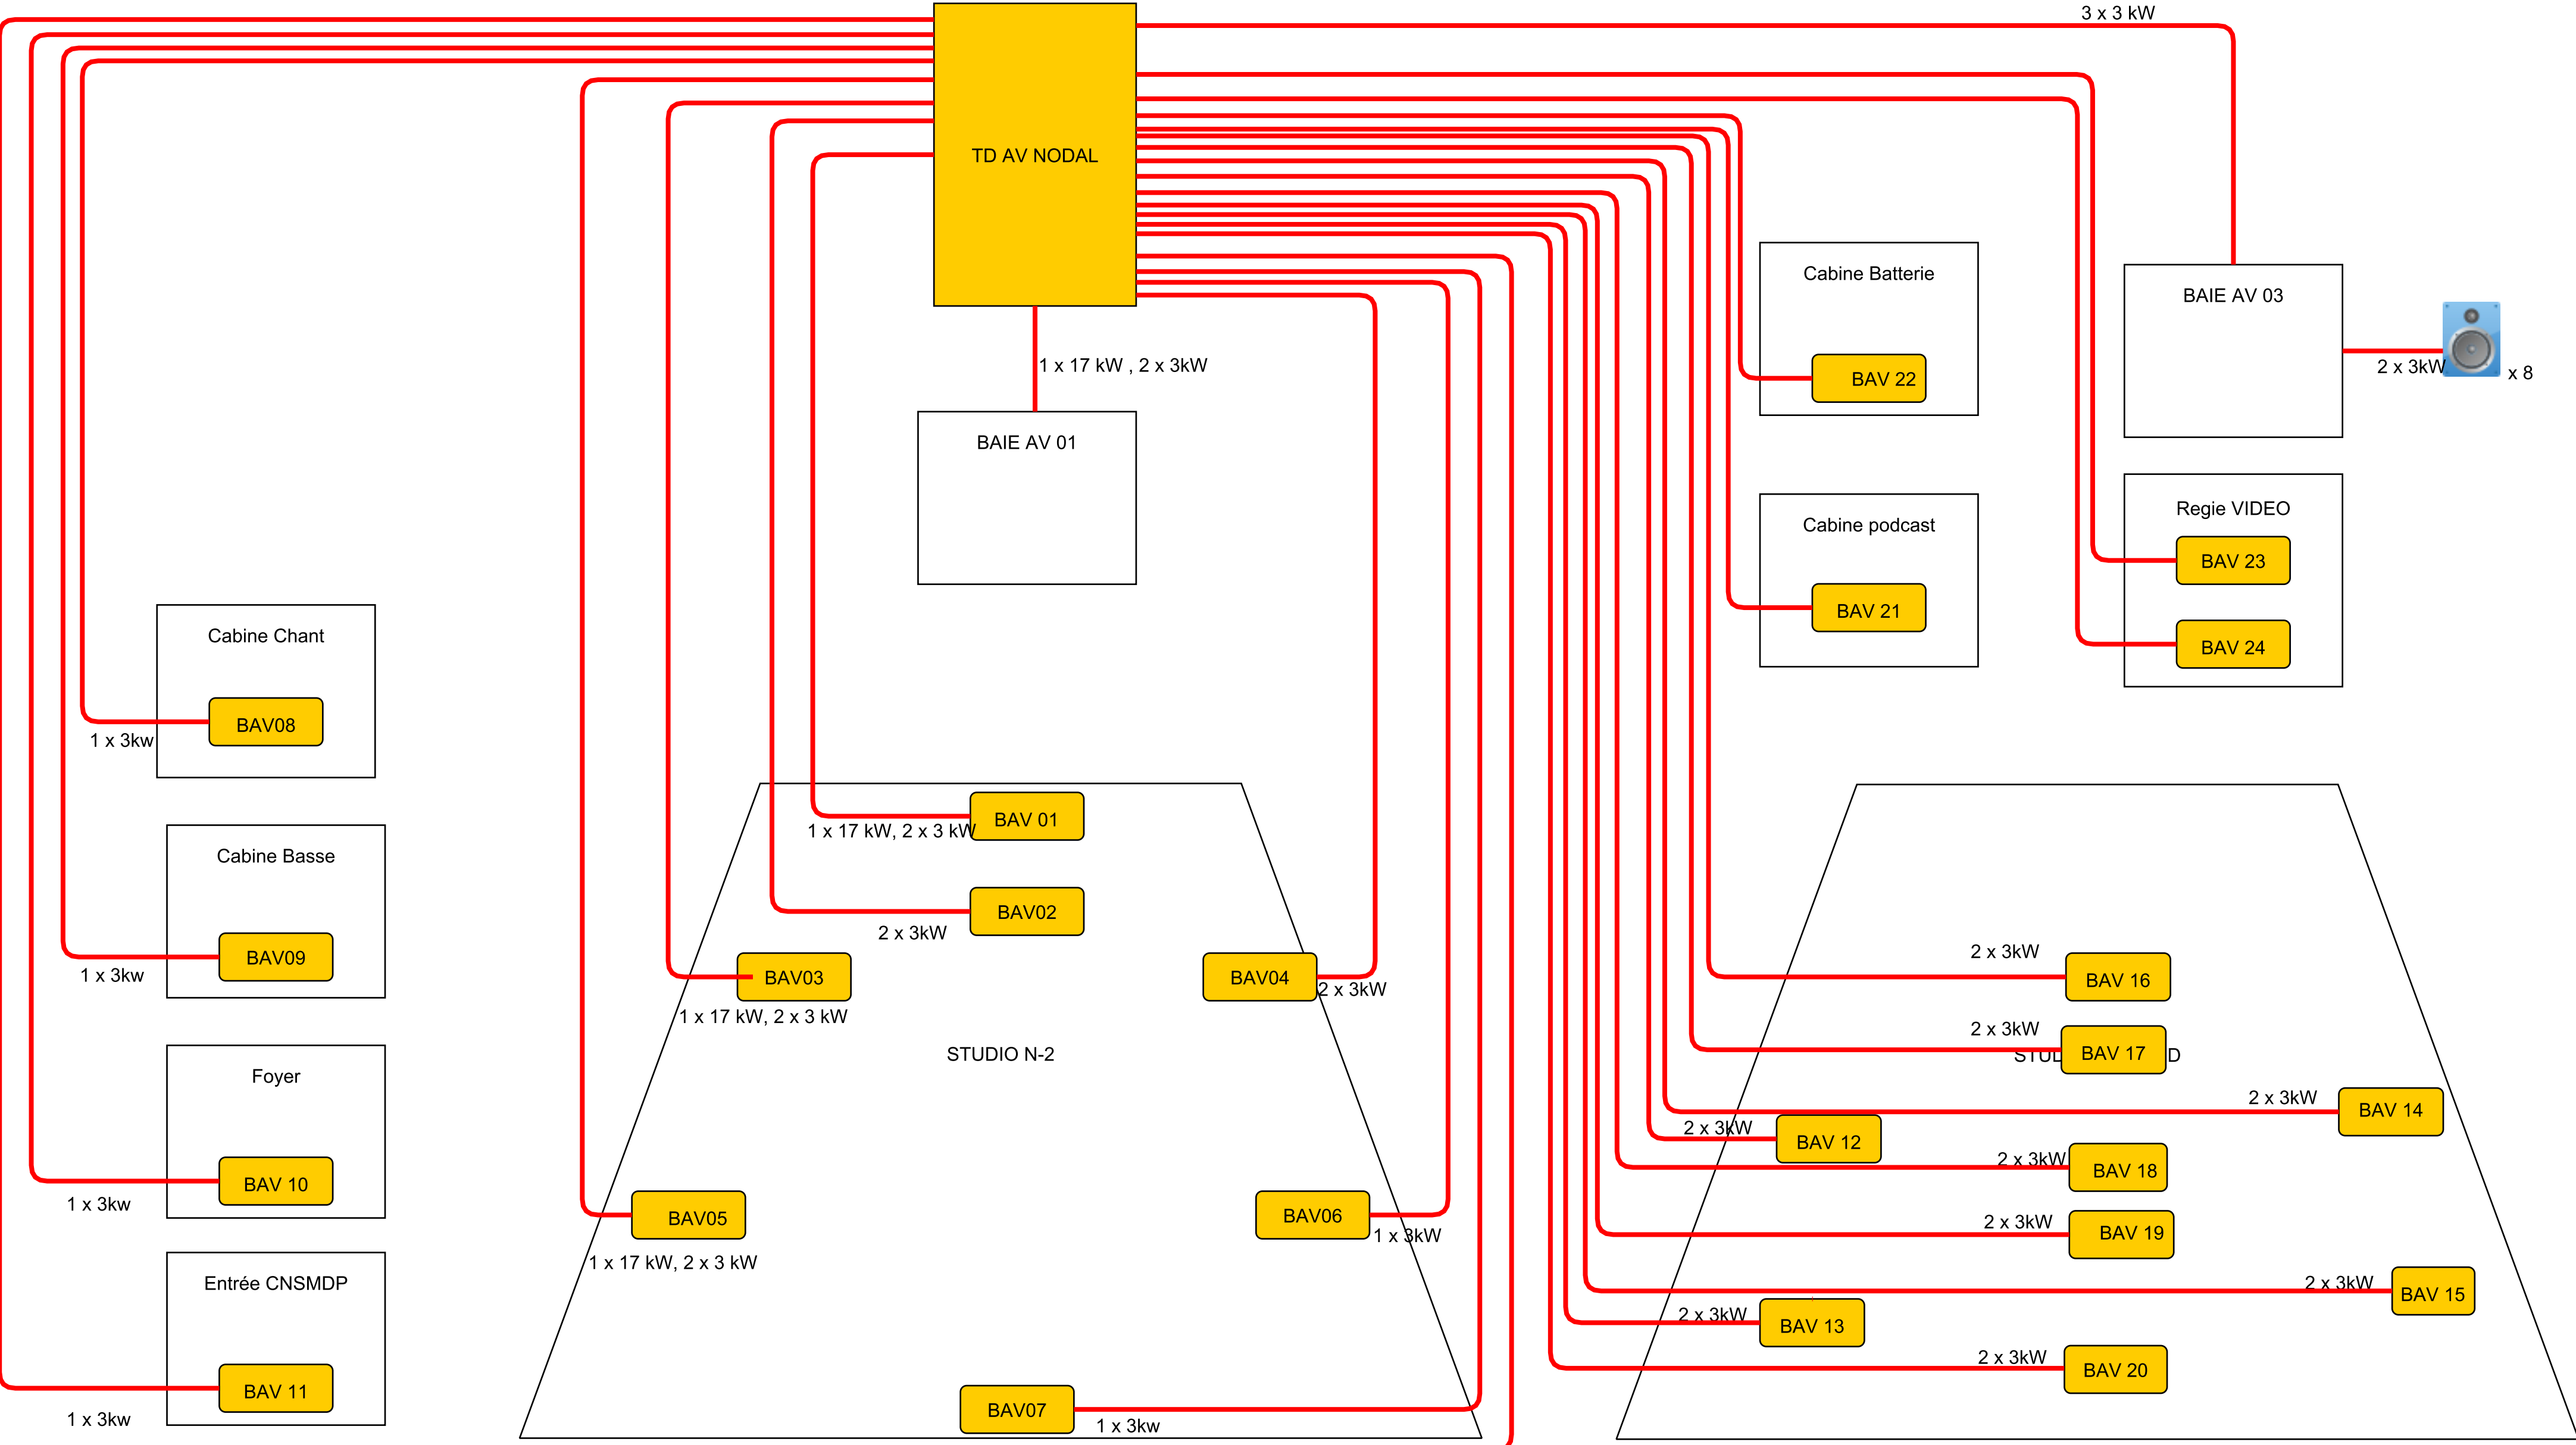 3 x 3 kW
TD AV NODAL
Cabine Batterie
BAIE AV 03
1 x 17 kW , 2 x 3kW
2 x 3kW
x 8
BAV 22
BAIE AV 01
Regie VIDEO
Cabine podcast
BAV 23
BAV 21
Cabine Chant
BAV 24
BAV08
1 x 3kw
BAV 01
1 x 17 kW, 2 x 3 kW
Cabine Basse
BAV02
2 x 3kW
2 x 3kW
BAV09
1 x 3kw
BAV03
BAV04
2 x 3kW
BAV 16
1 x 17 kW, 2 x 3 kW
2 x 3kW
STUDIO N-2
BAV 17
Foyer
2 x 3kW
BAV 14
2 x 3kW
BAV 12
2 x 3kW
BAV 18
BAV 10
1 x 3kw
BAV05
BAV06
2 x 3kW
BAV 19
1 x 3kW
1 x 17 kW, 2 x 3 kW
Entrée CNSMDP
2 x 3kW
BAV 15
2 x 3kW
BAV 13
2 x 3kW
BAV 20
BAV 11
1 x 3kw
BAV07
1 x 3kw